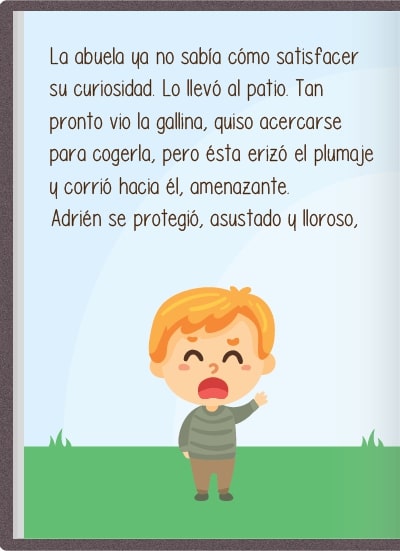 La abuela ya no sabía cómo satisfacer
su curiosidad. Lo llevó al patio. Tan
pronto vio la gallina, quiso acercarse
para cogerla, pero ésta erizó el plumaje
y corrió hacia él, amenazante.
Adrién se protegió, asustado y lloroso,